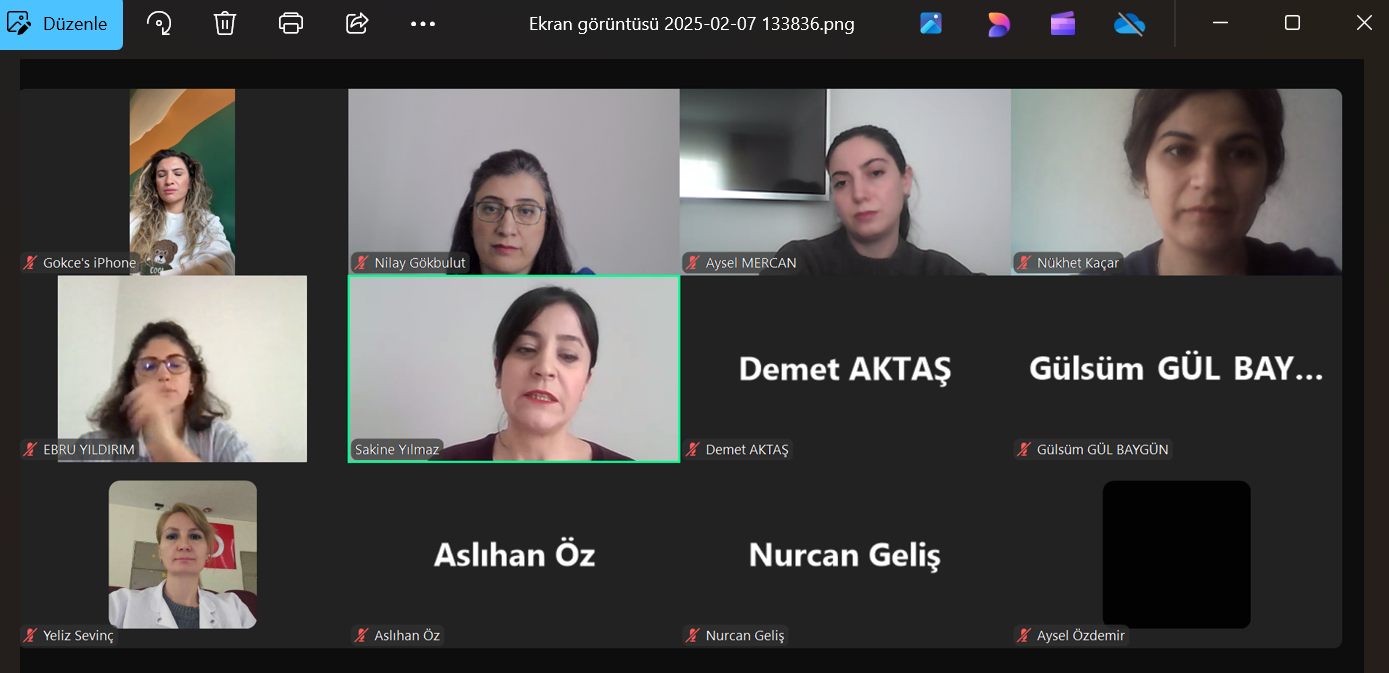 Düzenle
Ekran görüntüsü 2025-02-07 133836.png
Gokce's iPhone
Nilay Gökbulut
Aysel MERCAN
Nükhet Kaçar
EBRU YILDIRIM
Sakine Yılmaz
Demet AKTAŞ
Demet AKTAŞ
Gülsüm GÜL BAY...
Gülsüm GÜL BAYGÜN
Yeliz Sevinç
Aslıhan Öz
Aslıhan Öz
Nurcan Geliş
Nurcan Geliş
Aysel Özdemir